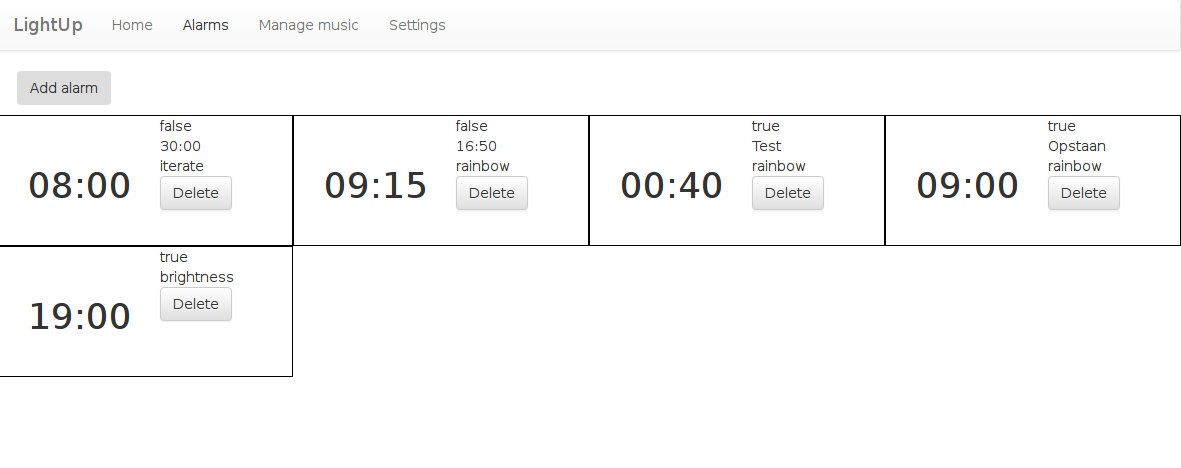 LightUp Home Alarms Manage music Settings
Add alarm
08:00
false
30:00
iterate
Delete
09:15
false
16:50
rainbow
Delete
00:40
true
Test
rainbow
Delete
09:00
true
Opstaan
rainbow
Delete
19:00
true
brightness
Delete